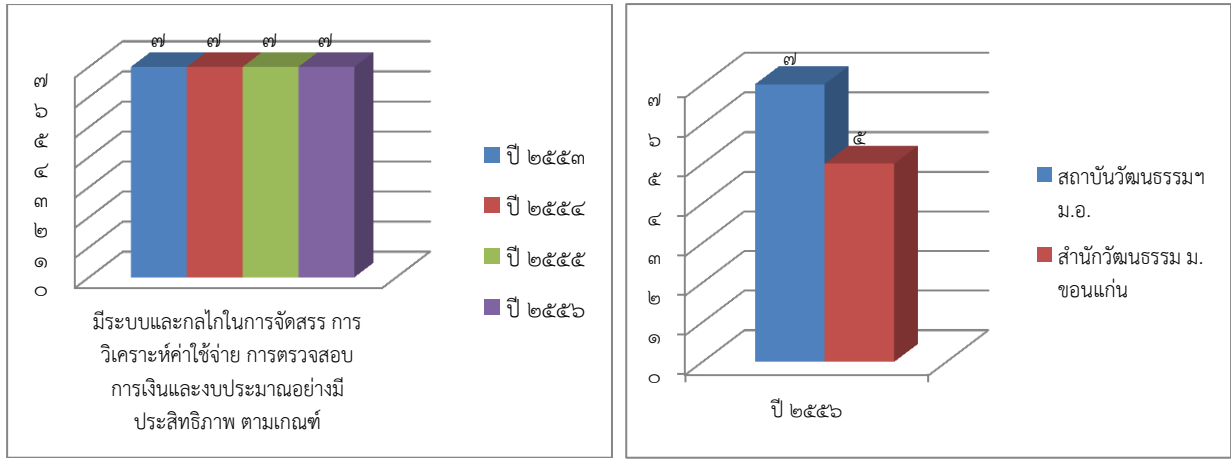 ๗ ๗ ๗ ๗
๗
๖
๕
๔
๓
๒
๑
๐
มีระบบและกลไกในการจัดสรร การ
วิเคราะห์ค่าใช้จ่าย การตรวจสอบ
การเงินและงบประมาณอย่างมี
ประสิทธิภาพ ตามเกณฑ์
ปี ๒๕๕๓
ปี ๒๕๕๔
ปี ๒๕๕๕
ปี ๒๕๕๖
๗
๕
๗
๖
๕
๔
๓
๒
๑
๐
ปี ๒๕๕๖
สถาบันวัฒนธรรมฯ
ม.อ.
สำนักวัฒนธรรม ม.
ขอนแก่น